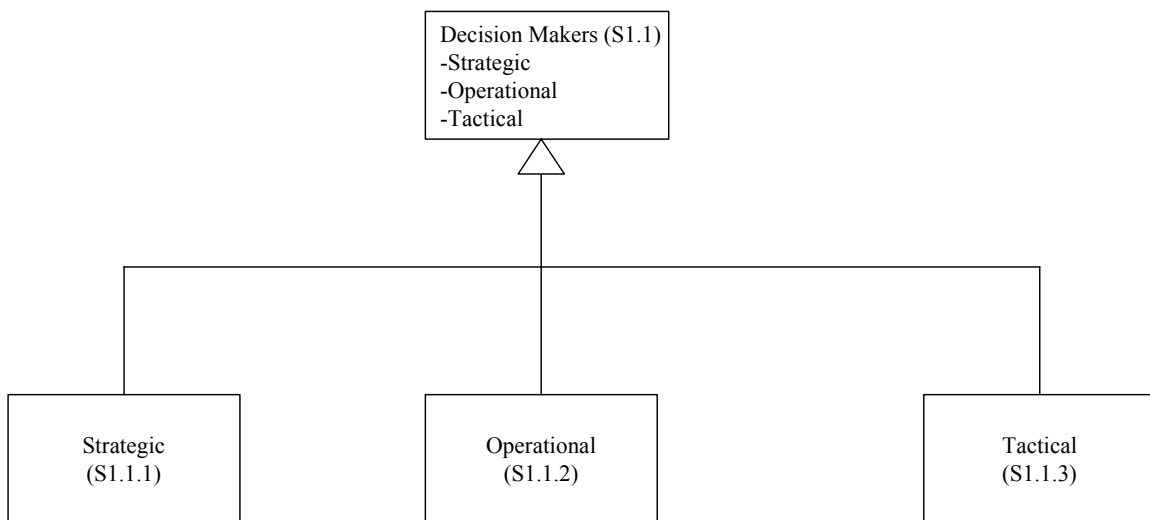 Decision Makers (S1.1)
-Strategic
-Operational
-Tactical
Strategic
(S1.1.1)
Operational
(S1.1.2)
Tactical
(S1.1.3)